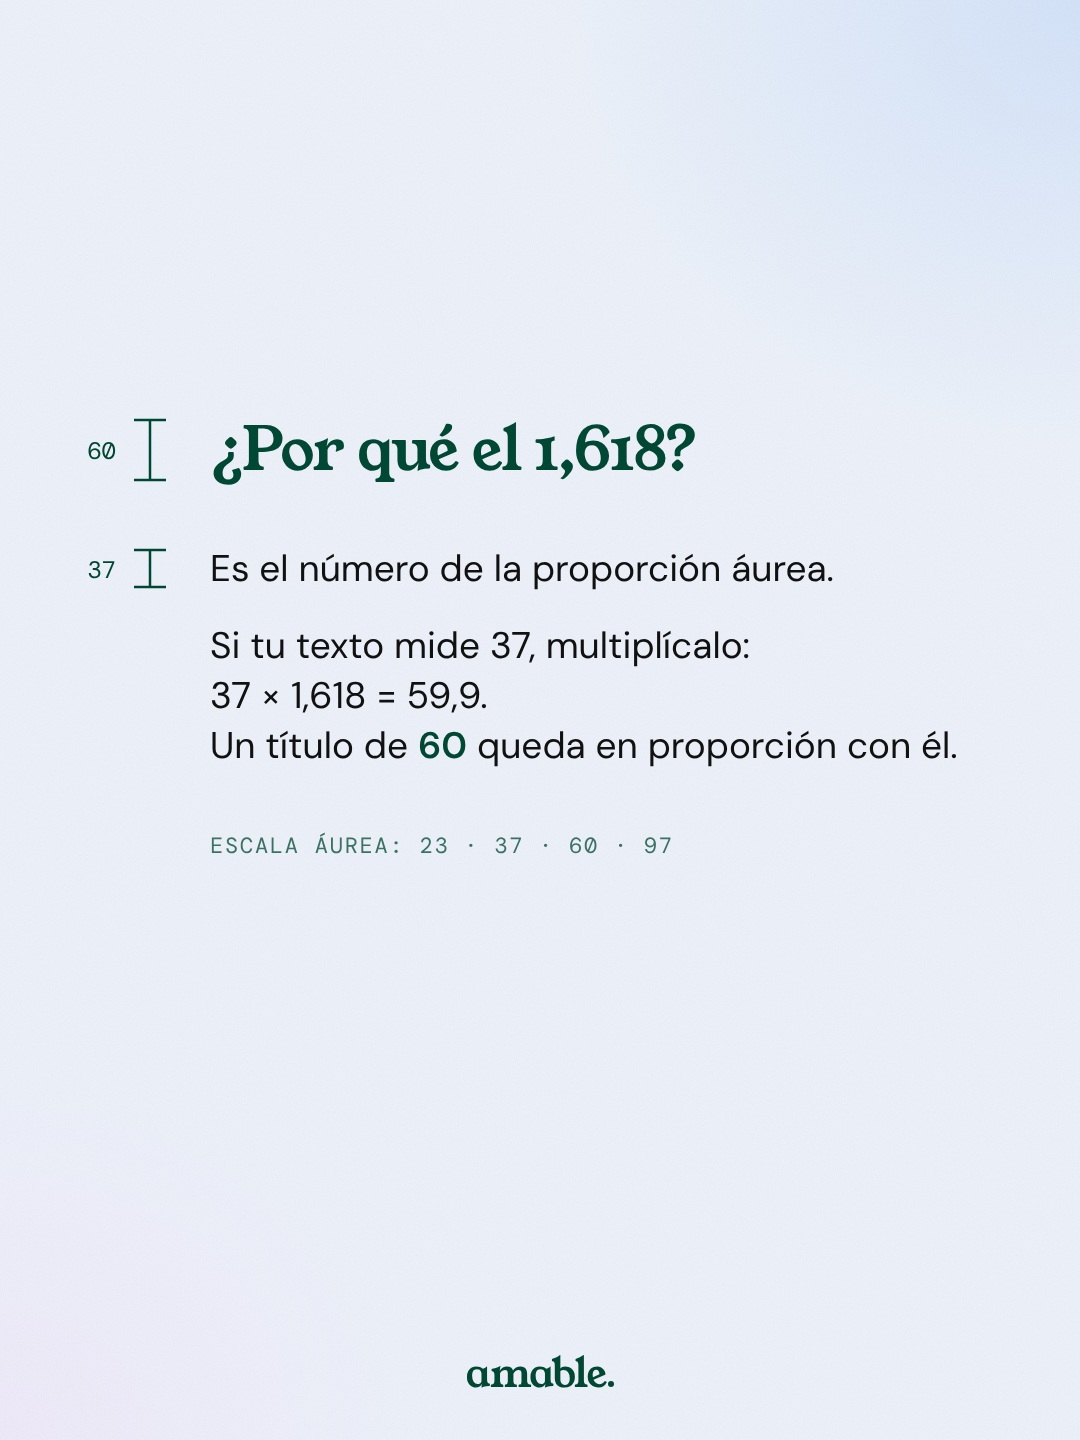 60
¿Por qué el 1,618?
37
Es el número de la proporción áurea.
Si tu texto mide 37, multiplícalo:
37 × 1,618 = 59,9.
Un título de 60 queda en proporción con él.
ESCALA ÁUREA: 23 · 37 · 60 · 97
amable.